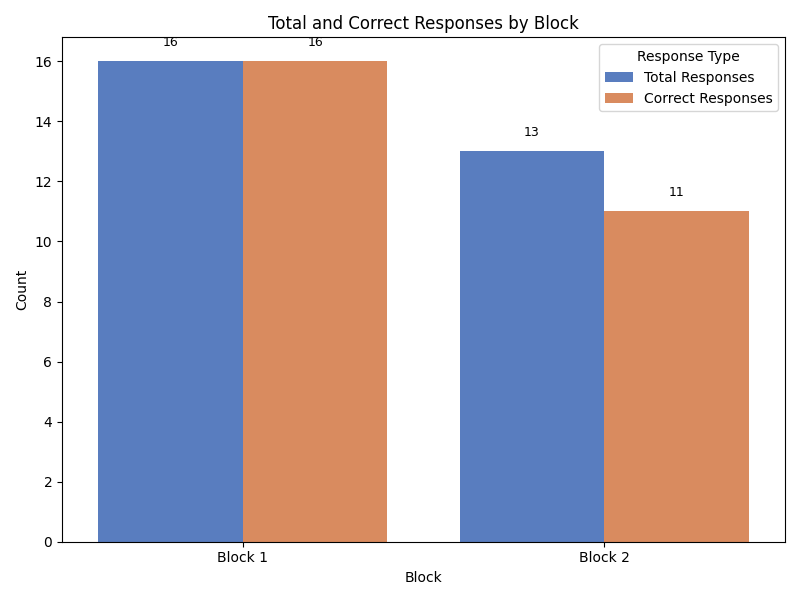 Total and Correct Responses by Block
16
16
Response Type
Total Responses
Correct Responses
13
11
16
14
12
10
8
6
4
2
0
Count
Block 1
Block 2
Block